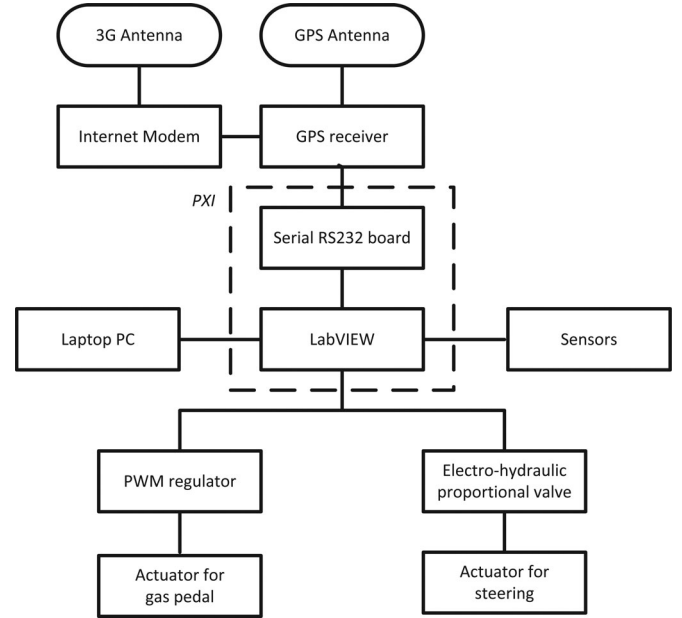 3G Antenna
GPS Antenna
Internet Modem
GPS receiver
PXI
Serial RS232 board
Laptop PC
LabVIEW
Sensors
PWM regulator
Electro-hydraulic
proportional valve
Actuator for
gas pedal
Actuator for
steering